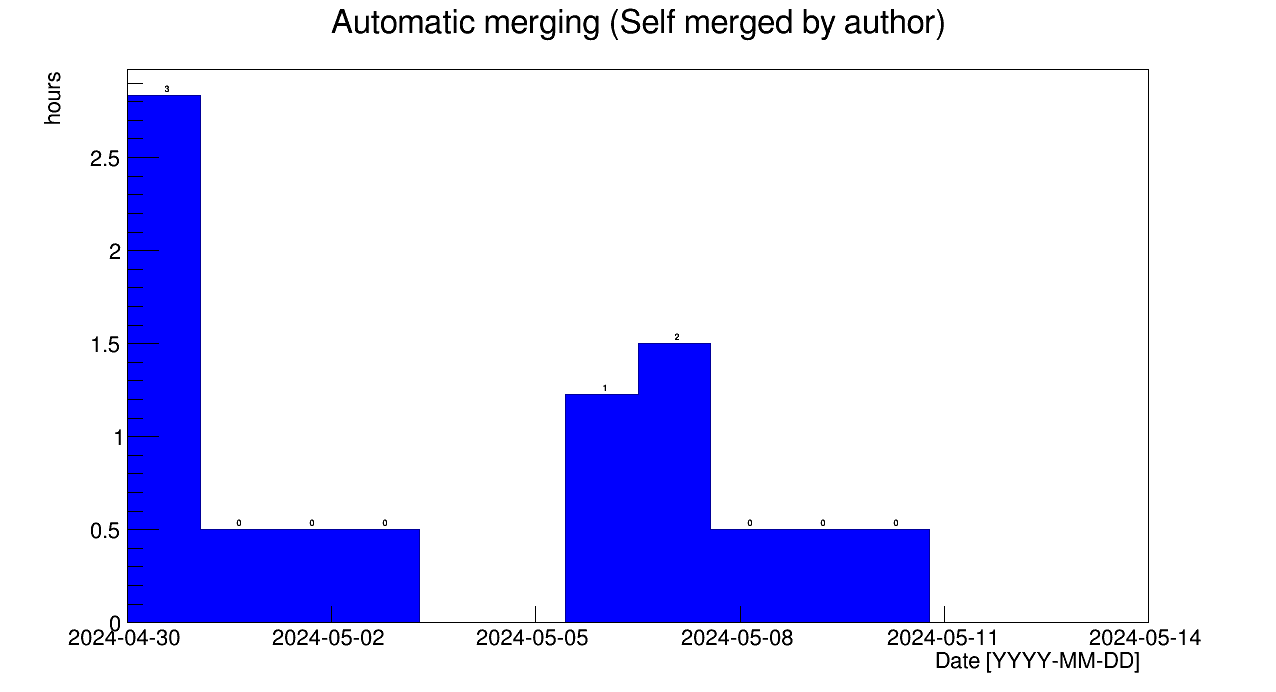 Automatic merging (Self merged by author)
hours
3
2.5
2
1.5
2
1
1
0.5
0 0 0 0 0 0
0
2024-04-30 2024-05-02 2024-05-05 2024-05-08 2024-05-11 2024-05-14
Date [YYYY-MM-DD]